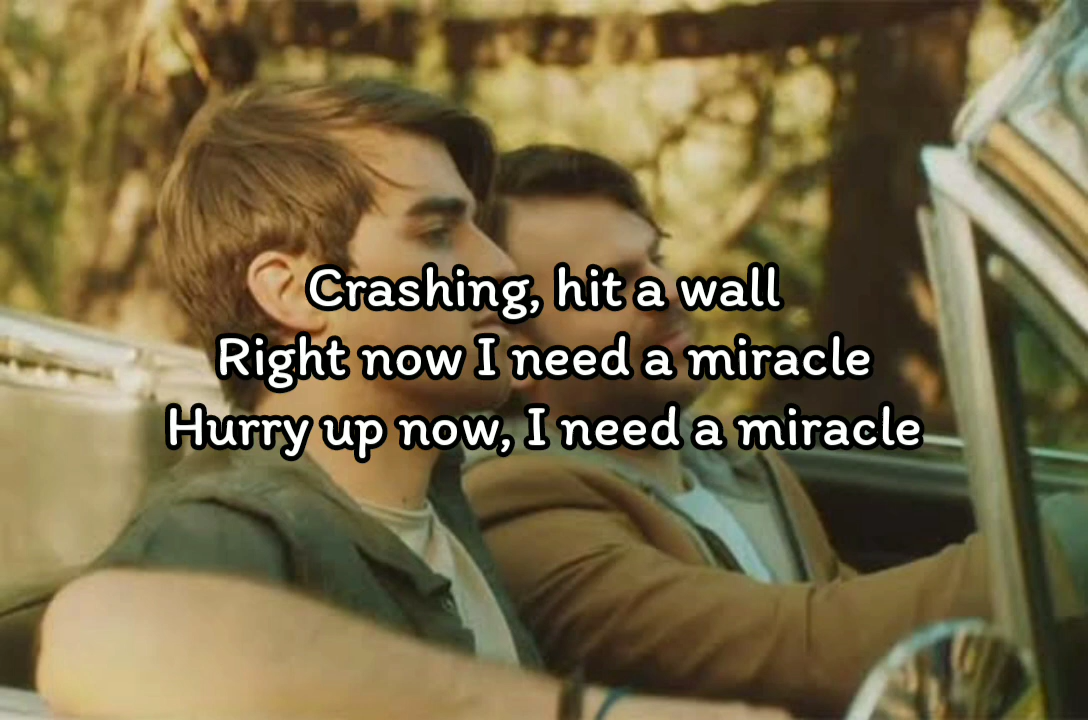 Crashing, hit a wall
Right now I need a miracle
Hurry up now, I need a miracle